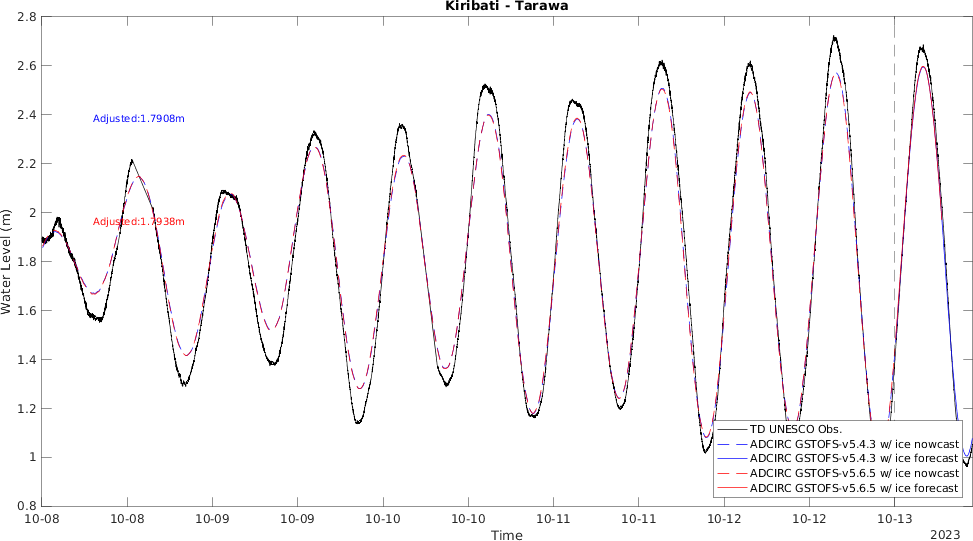 Kiribati - Tarawa
2.8
2.6
2.4
2.2
2
1.8
1.6
1.4
1.2
1
0.8
Water Level (m)
Adjusted:1.7908m
Adjusted:1.7938m
TD UNESCO Obs.
ADCIRC GSTOFS-v5.4.3 w/ ice nowcast
ADCIRC GSTOFS-v5.4.3 w/ ice forecast
ADCIRC GSTOFS-v5.6.5 w/ ice nowcast
ADCIRC GSTOFS-v5.6.5 w/ ice forecast
10-08 10-08 10-09 10-09 10-10 10-10 10-11 10-11 10-12 10-12 10-13
Time
2023